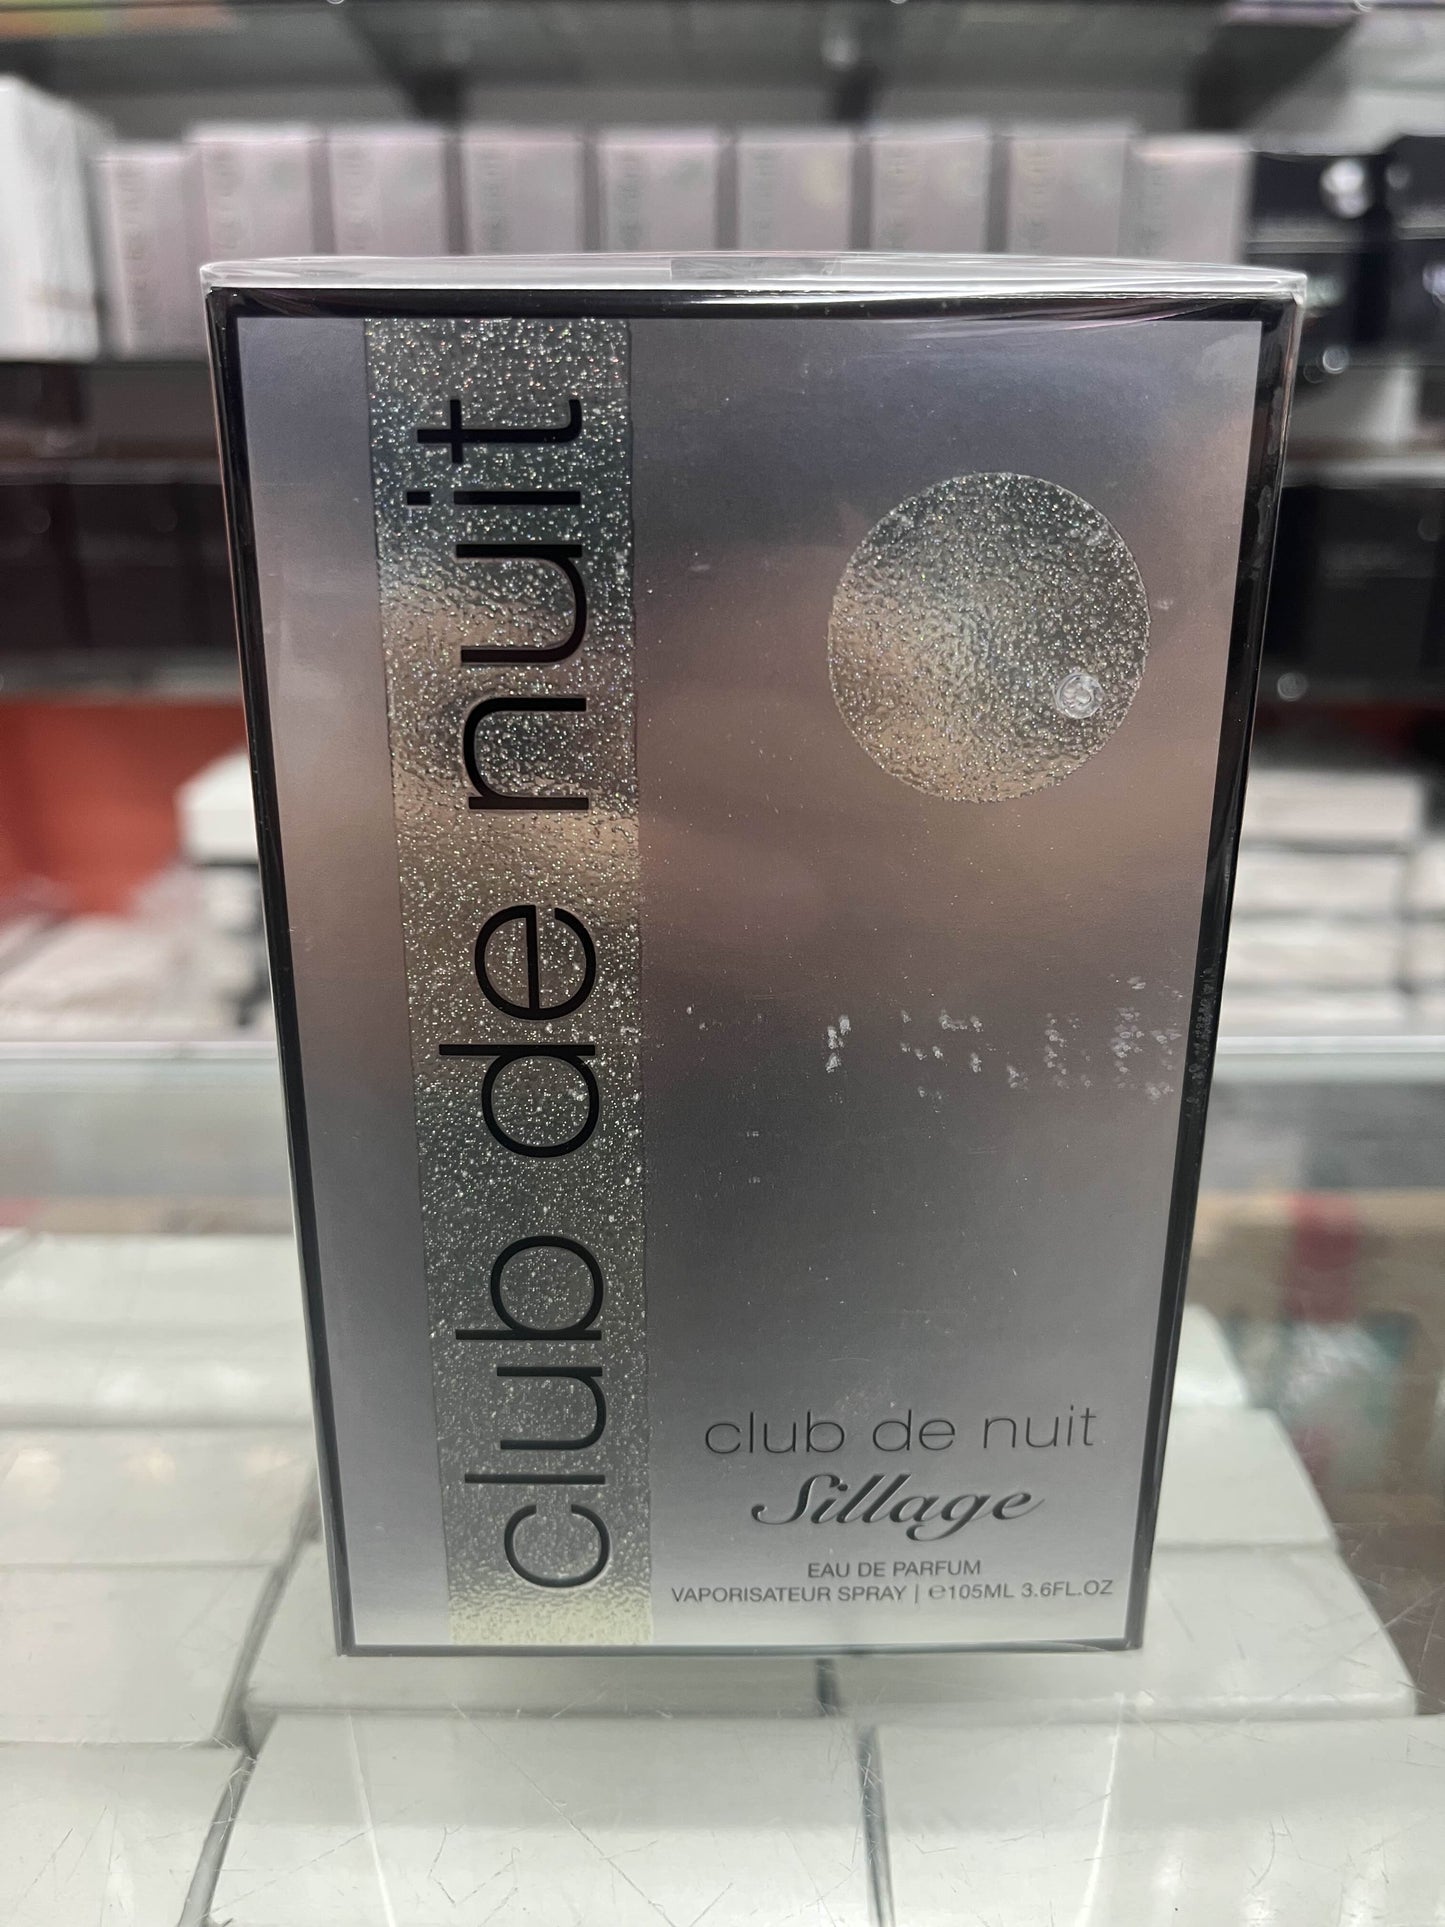 club de nuit
club de nuit
Sillage
EAU DE PARFUM
VAPORISATEUR SPRAY | ℮105ML 3.6FL.OZ